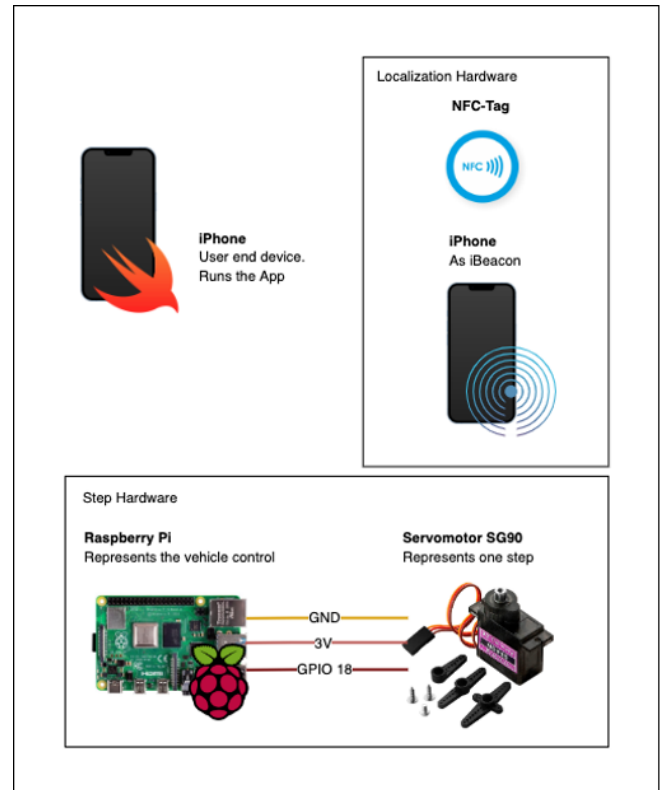 Localization Hardware
NFC-Tag
NFC
iPhone
User end device.
Runs the App
iPhone
As iBeacon
Step Hardware
Raspberry Pi
Represents the vehicle control
Servomotor SG90
Represents one step
GND
3V
GPIO 18